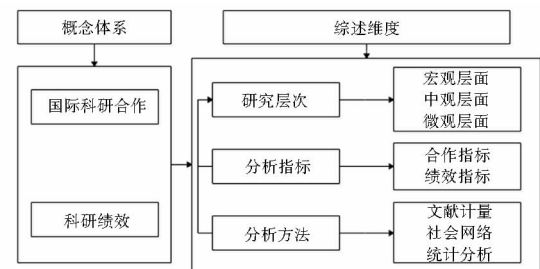 概念体系
综述维度
国际科研合作
科研绩效
研究层次
宏观层面
中观层面
微观层面
分析指标
合作指标
绩效指标
分析方法
文献计量
社会网络
统计分析